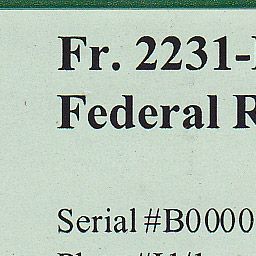 Fr. 2231-
Federal R
Serial #B0000